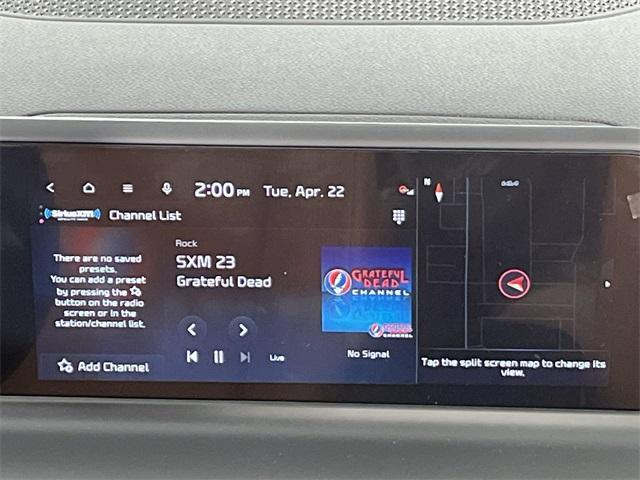 2:00 PM Tue, Apr. 22
N
((SiriusXM)) Channel List
There are no saved
presets.
You can add a preset
by pressing the
button on the radio
screen or in the
station/channel list.
Add Channel
Rock
SXM 23
Grateful Dead
Live
GRATEFUL
DEAD
CHANNEL
GRATEFUL
DEAD
No Signal
Tap the split screen map to change its
view.